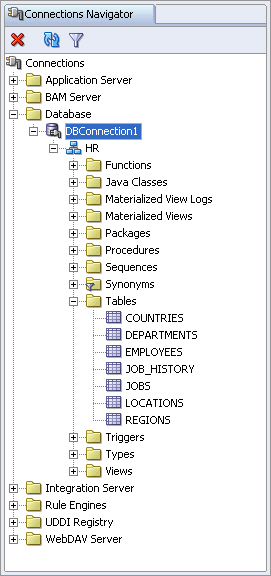 Connections Navigator
Connections
Application Server
BAM Server
Database
DBConnection1
HR
Functions
Java Classes
Materialized View Logs
Materialized Views
Packages
Procedures
Sequences
Synonyms
Tables
COUNTRIES
DEPARTMENTS
EMPLOYEES
JOB_HISTORY
JOBS
LOCATIONS
REGIONS
Triggers
Types
Views
Integration Server
Rule Engines
UDDI Registry
WebDAV Server